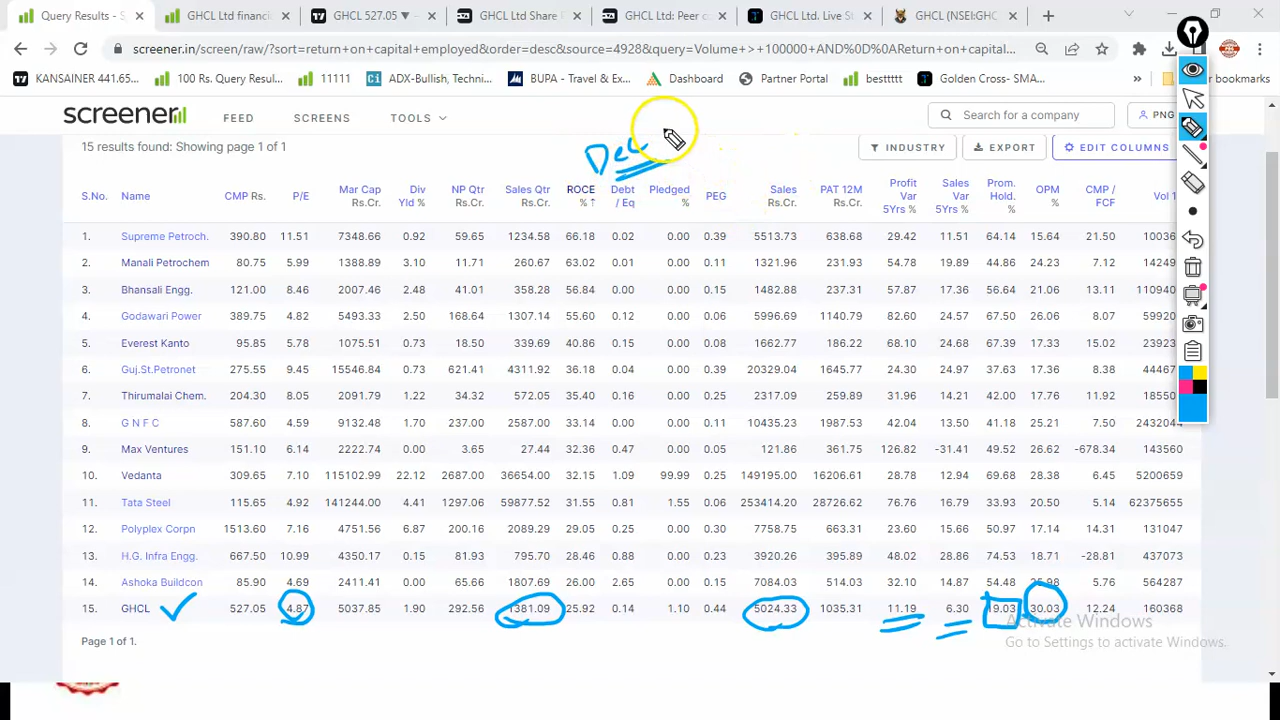 Query Results - S
GHCL Ltd financi
GHCL 527.05 ▼
GHCL Ltd Share P
GHCL Ltd: Peer c
GHCL Ltd. Live St
GHCL (NSEI:GHC
screener.in/screen/raw/?sort=return+on+capital+employed&order=desc&source=4928&query=Volume+>+100000+AND%0D%0AReturn+on+capital...
KANSAINER 441.65...
100 Rs. Query Resul...
11111
ADX-Bullish, Techni...
BUPA - Travel & Ex...
Dashboard
Partner Portal
besttttt
Golden Cross- SMA...
» bookmarks
screener
FEED SCREENS TOOLS
Search for a company
PNG
15 results found: Showing page 1 of 1
INDUSTRY EXPORT EDIT COLUMNS
S.No. Name CMP Rs. P/E Mar Cap Rs.Cr. Div Yld % NP Qtr Rs.Cr. Sales Qtr Rs.Cr. ROCE % ↑ Debt / Eq Pledged % PEG Sales Rs.Cr. PAT 12M Rs.Cr. Profit Var 5Yrs % Sales Var 5Yrs % Prom. Hold. % OPM % CMP / FCF Vol 1
1. Supreme Petroch. 390.80 11.51 7348.66 0.92 59.65 1234.58 66.18 0.02 0.00 0.39 5513.73 638.68 29.42 11.51 64.14 15.64 21.50 10036
2. Manali Petrochem 80.75 5.99 1388.89 3.10 11.71 260.67 63.02 0.01 0.00 0.11 1321.96 231.93 54.78 19.89 44.86 24.23 7.12 14249
3. Bhansali Engg. 121.00 8.46 2007.46 2.48 41.01 358.28 56.84 0.00 0.00 0.15 1482.88 237.31 57.87 17.36 56.64 21.06 13.11 110940
4. Godawari Power 389.75 4.82 5493.33 2.50 168.64 1307.14 55.60 0.12 0.00 0.06 5996.69 1140.79 82.60 24.57 67.50 26.06 8.07 59920
5. Everest Kanto 95.85 5.78 1075.51 0.73 18.50 339.69 40.86 0.15 0.00 0.08 1662.77 186.22 68.10 24.68 67.39 17.33 15.02 23923
6. Guj.St.Petronet 275.55 9.45 15546.84 0.73 621.41 4311.92 36.18 0.04 0.00 0.39 20329.04 1645.77 24.30 24.97 37.63 17.36 8.38 44467
7. Thirumalai Chem. 204.30 8.05 2091.79 1.22 34.32 572.05 35.40 0.16 0.00 0.25 2317.09 259.89 31.96 14.21 42.00 17.76 11.92 18210
8. G N F C 587.60 4.59 9132.48 1.70 237.06 2587.00 33.14 0.00 0.00 0.11 10435.23 1987.53 42.04 13.50 41.18 25.21 7.50 2432044
9. Max Ventures 151.10 6.14 2222.74 0.00 3.65 27.44 32.36 0.47 0.00 0.05 121.86 361.75 126.82 -31.41 49.52 26.62 -678.34 143560
10. Vedanta 309.65 7.10 115102.99 22.12 2687.00 36654.00 32.15 1.09 99.99 0.25 149195.00 16206.61 28.78 12.94 69.69 28.38 6.45 5200659
11. Tata Steel 115.65 4.92 141244.00 4.41 1297.06 59877.52 31.55 0.81 1.55 0.06 253414.20 28726.62 76.76 16.79 33.93 20.50 5.14 62375655
12. Polyplex Corpn 1513.60 7.16 4751.56 6.87 200.16 2089.29 29.05 0.25 0.00 0.30 7758.75 663.31 23.60 15.66 50.97 17.14 14.31 131047
13. H.G. Infra Engg. 667.50 10.99 4350.17 0.15 81.93 795.70 28.46 0.88 0.00 0.23 3920.26 395.89 48.02 28.86 74.53 18.71 -28.81 437073
14. Ashoka Buildcon 85.90 4.69 2411.41 0.00 65.66 1807.69 26.00 2.65 0.00 0.15 7084.03 514.03 32.10 14.87 54.48 25.98 5.76 564287
15. GHCL 527.05 4.87 5037.85 1.90 292.56 1381.09 25.92 0.14 1.10 0.44 5024.33 1035.31 11.19 6.30 19.03 30.03 12.24 160368
Page 1 of 1.
Activate Windows
Go to Settings to activate Windows.